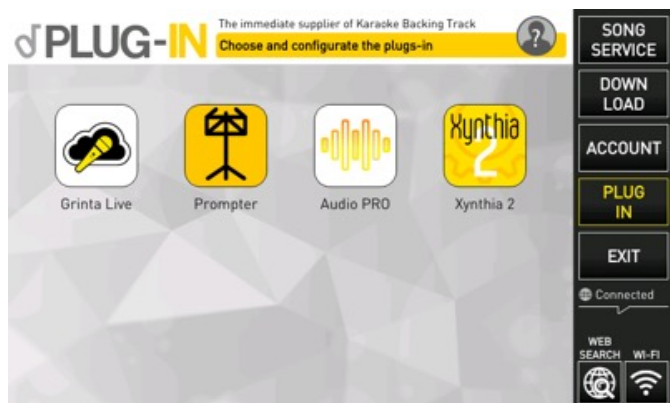 PLUG-IN
The immediate supplier of Karaoke Backing Track
Choose and configurate the plugs-in
?
Grinta Live
Prompter
Audio PRO
Xynthia
2
Xynthia 2
SONG
SERVICE
DOWN
LOAD
ACCOUNT
PLUG
IN
EXIT
Connected
WEB
SEARCH
WI-FI